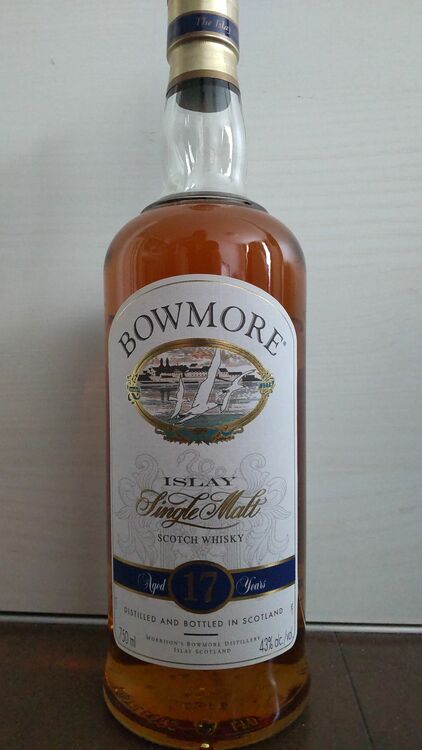 The Islay
BOWMORE®
ISLAY
Single Malt
SCOTCH WHISKY
Aged 17 Years
DISTILLED AND BOTTLED IN SCOTLAND
750 ml
MORRISON'S BOWMORE DISTILLERY
43% alc./vol.
ISLAY SCOTLAND